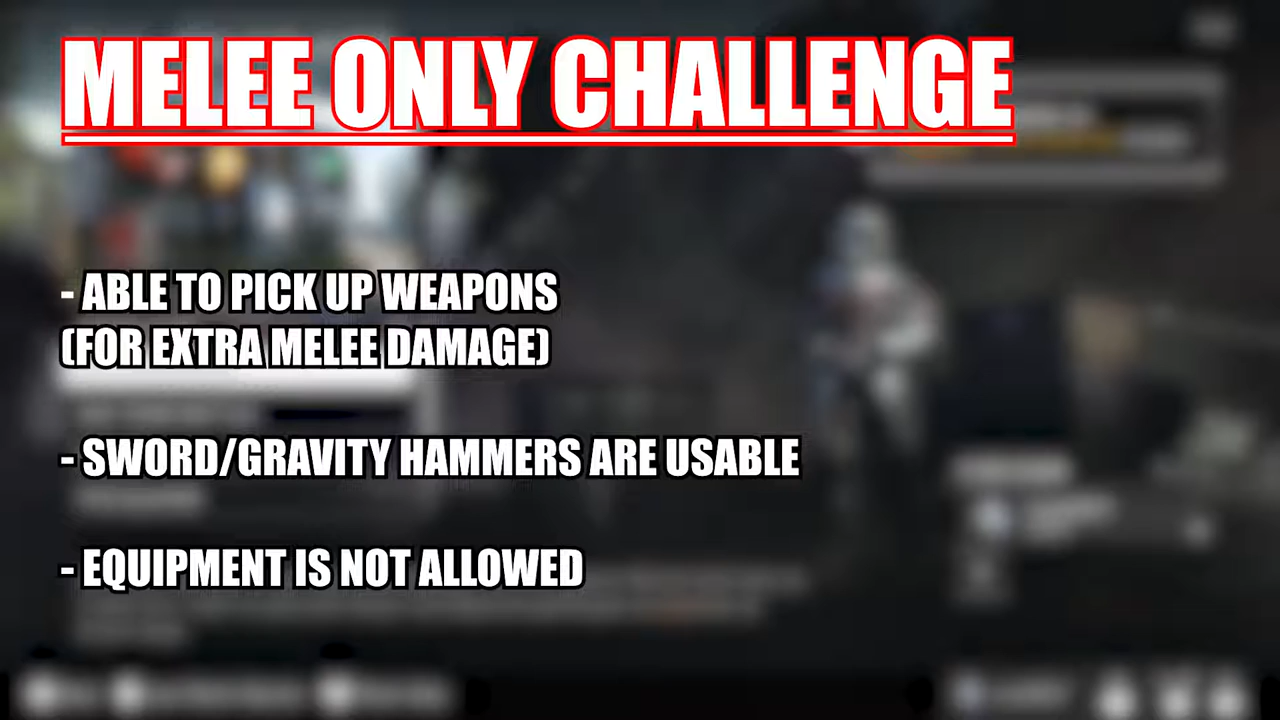 MELEE ONLY CHALLENGE
- ABLE TO PICK UP WEAPONS
(FOR EXTRA MELEE DAMAGE)
- SWORD/GRAVITY HAMMERS ARE USABLE
- EQUIPMENT IS NOT ALLOWED